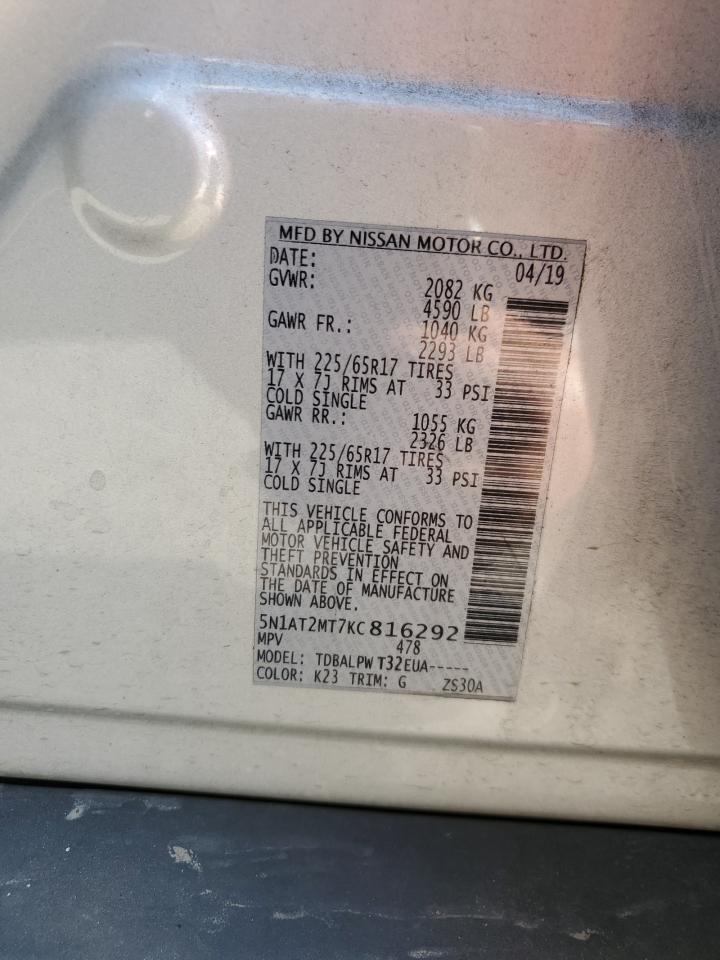 MFD BY NISSAN MOTOR CO., LTD.
DATE: 04/19
GVWR: 2082 KG
4590 LB
GAWR FR.: 1040 KG
2293 LB
WITH 225/65R17 TIRES
17 X 7J RIMS AT 33 PSI
COLD SINGLE
GAWR RR.: 1055 KG
2326 LB
WITH 225/65R17 TIRES
17 X 7J RIMS AT 33 PSI
COLD SINGLE
THIS VEHICLE CONFORMS TO
ALL APPLICABLE FEDERAL
MOTOR VEHICLE SAFETY AND
THEFT PREVENTION
STANDARDS IN EFFECT ON
THE DATE OF MANUFACTURE
SHOWN ABOVE.
5N1AT2MT7KC816292
MPV 478
MODEL: TDBALPW T32EUA-----
COLOR: K23 TRIM: G ZS30A